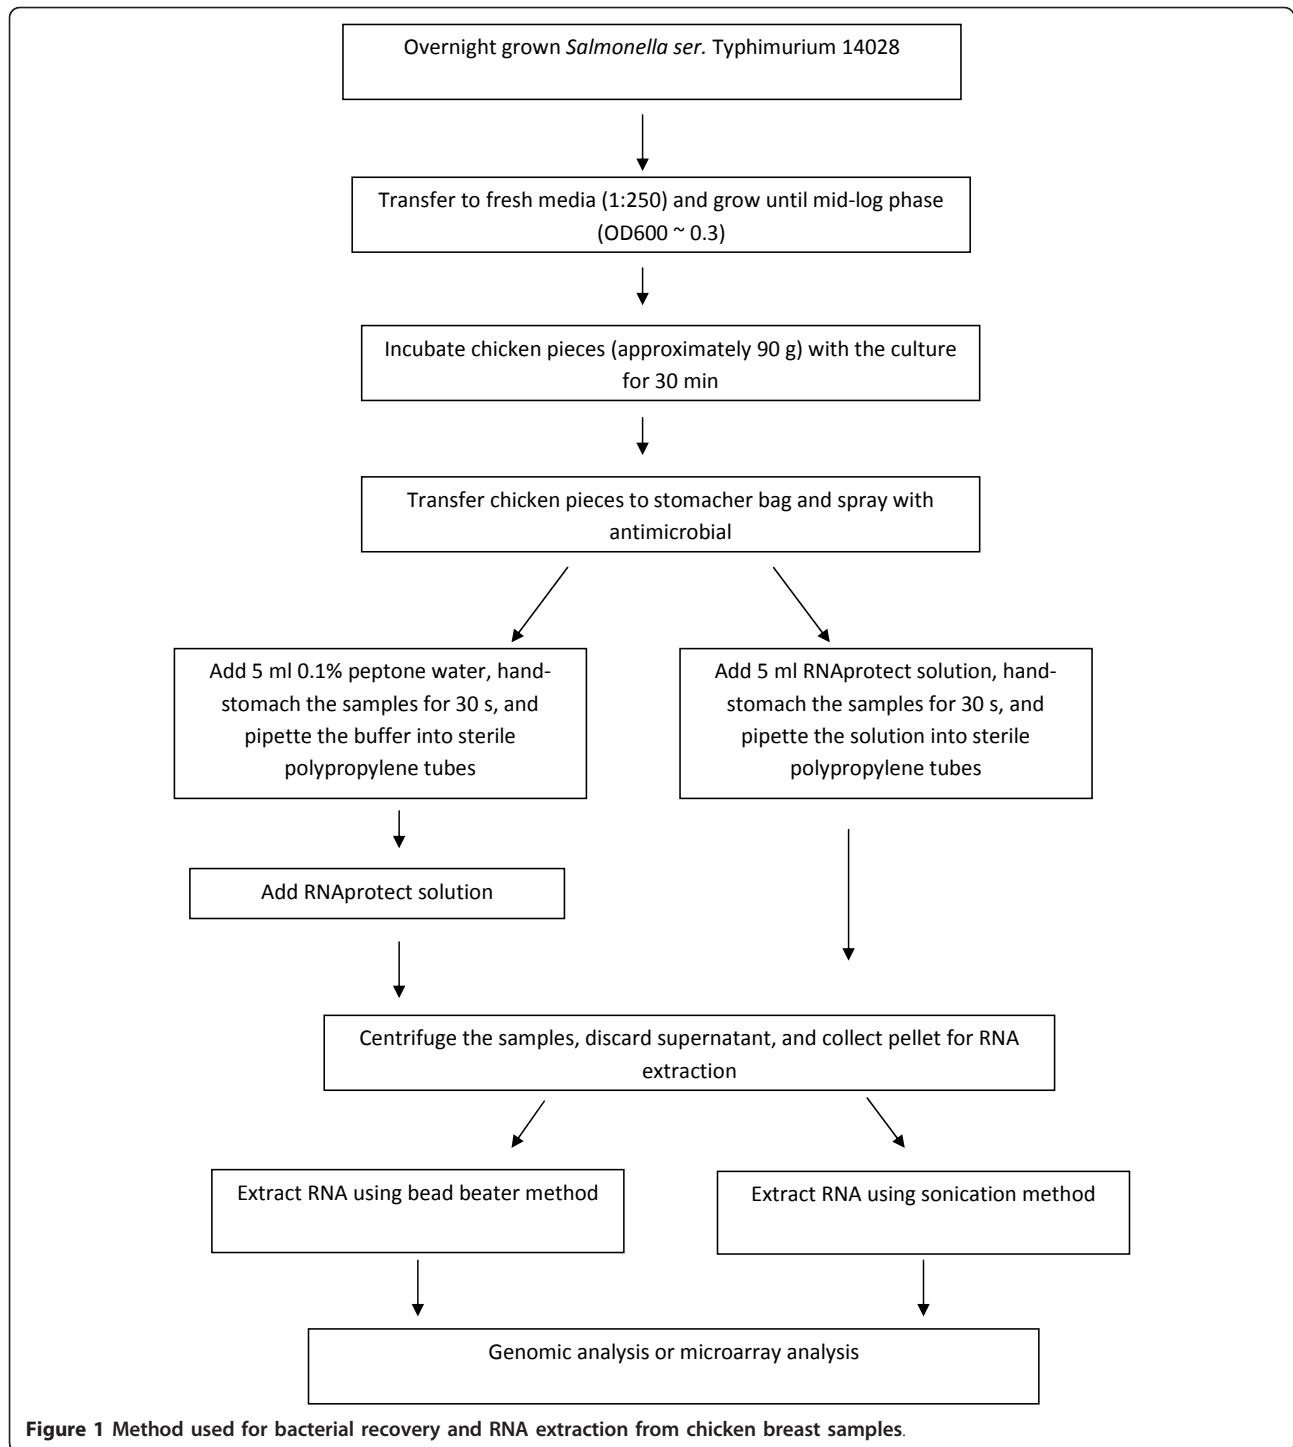 Overnight grown Salmonella ser. Typhimurium 14028
Transfer to fresh media (1:250) and grow until mid-log phase
(OD600 ~ 0.3)
Incubate chicken pieces (approximately 90 g) with the culture
for 30 min
Transfer chicken pieces to stomacher bag and spray with
antimicrobial
Add 5 ml 0.1% peptone water, hand-
stomach the samples for 30 s, and
pipette the buffer into sterile
polypropylene tubes
Add 5 ml RNAprotect solution, hand-
stomach the samples for 30 s, and
pipette the solution into sterile
polypropylene tubes
Add RNAprotect solution
Centrifuge the samples, discard supernatant, and collect pellet for RNA
extraction
Extract RNA using bead beater method
Extract RNA using sonication method
Genomic analysis or microarray analysis
Figure 1 Method used for bacterial recovery and RNA extraction from chicken breast samples.